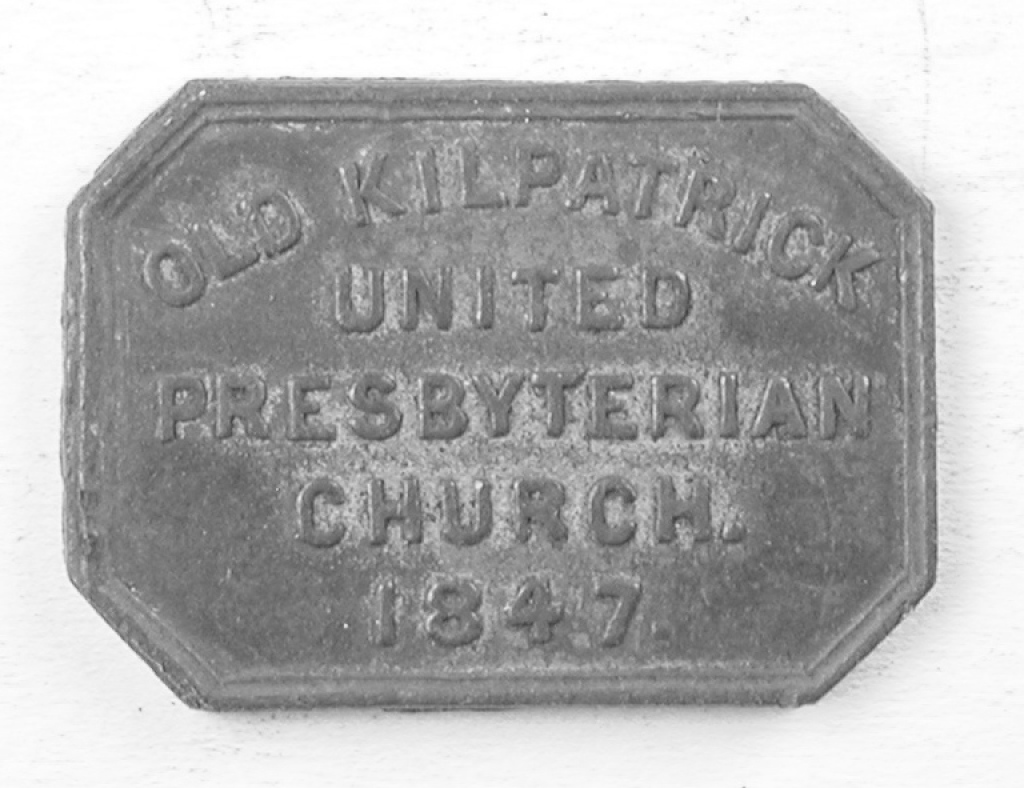 OLD KILPATRICK
UNITED
PRESBYTERIAN
CHURCH.
1847.